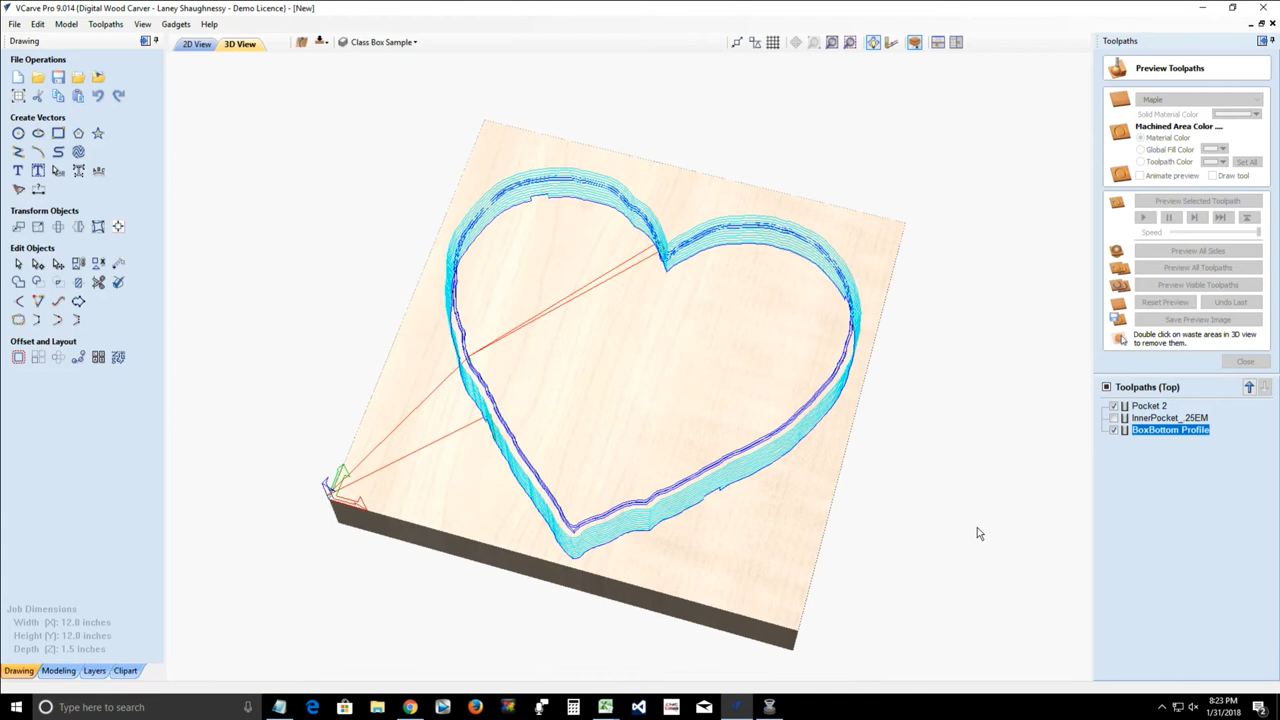 VCarve Pro 9.014 {Digital Wood Carver - Laney Shaughnessy - Demo Licence} - [New]
File Edit Model Toolpaths View Gadgets Help
Drawing
2D View 3D View
Class Box Sample
Toolpaths
File Operations
Create Vectors
Transform Objects
Edit Objects
Offset and Layout
Job Dimensions
Width (X): 12.0 inches
Height (Y): 12.0 inches
Depth (Z): 1.5 inches
Drawing Modeling Layers Clipart
Preview Toolpaths
Maple
Solid Material Color
Machined Area Color ....
Material Color
Global Fill Color
Toolpath Color Set All
Animate preview Draw tool
Preview Selected Toolpath
Speed
Preview All Sides
Preview All Toolpaths
Preview Visible Toolpaths
Reset Preview Undo Last
Save Preview Image
Double click on waste areas in 3D view
to remove them.
Close
Toolpaths (Top)
Pocket 2
InnerPocket_.25EM
BoxBottom Profile
Type here to search
8:23 PM
1/31/2018